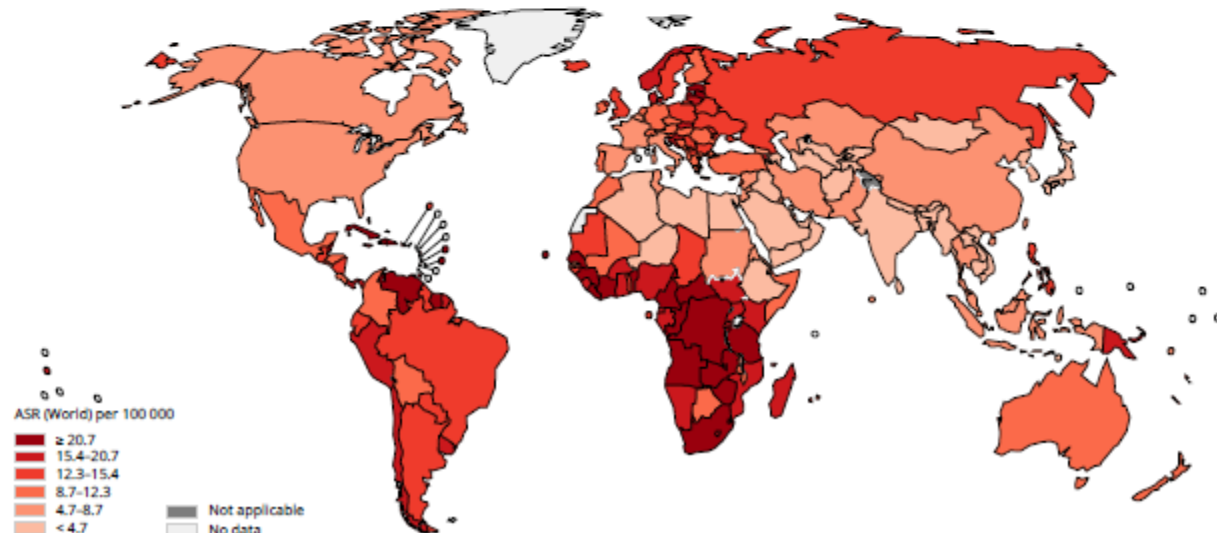 ASR (World) per 100 000
≥ 20.7
15.4–20.7
12.3–15.4
8.7–12.3
4.7–8.7
< 4.7
Not applicable
No data